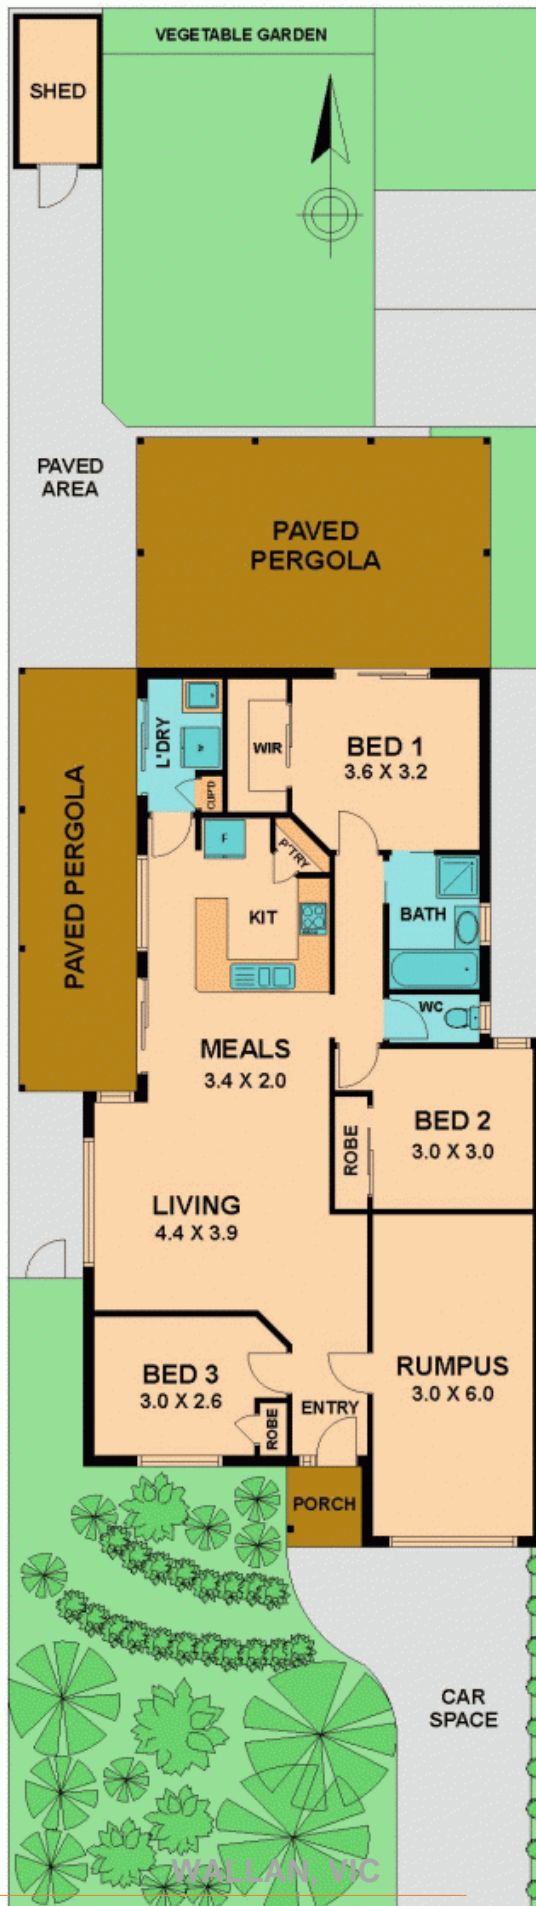 VEGETABLE GARDEN
SHED
PAVED
AREA
PAVED
PERGOLA
L'DRY
WIR
BED 1
3.6 X 3.2
CUP'D
F
P'TRY
PAVED PERGOLA
KIT
BATH
WC
MEALS
3.4 X 2.0
BED 2
3.0 X 3.0
ROBE
LIVING
4.4 X 3.9
BED 3
3.0 X 2.6
RUMPUS
3.0 X 6.0
ROBE
ENTRY
PORCH
CAR
SPACE
WALLAN, VIC